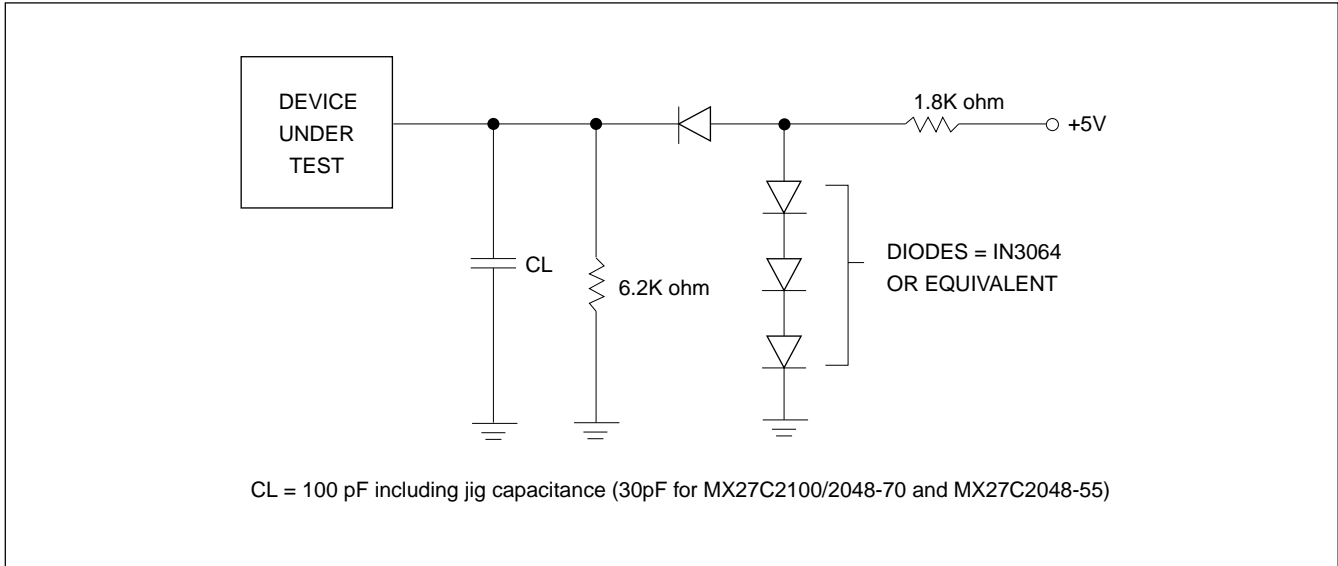 DEVICE
UNDER
TEST
1.8K ohm
+5V
CL
6.2K ohm
DIODES = IN3064
OR EQUIVALENT
CL = 100 pF including jig capacitance (30pF for MX27C2100/2048-70 and MX27C2048-55)